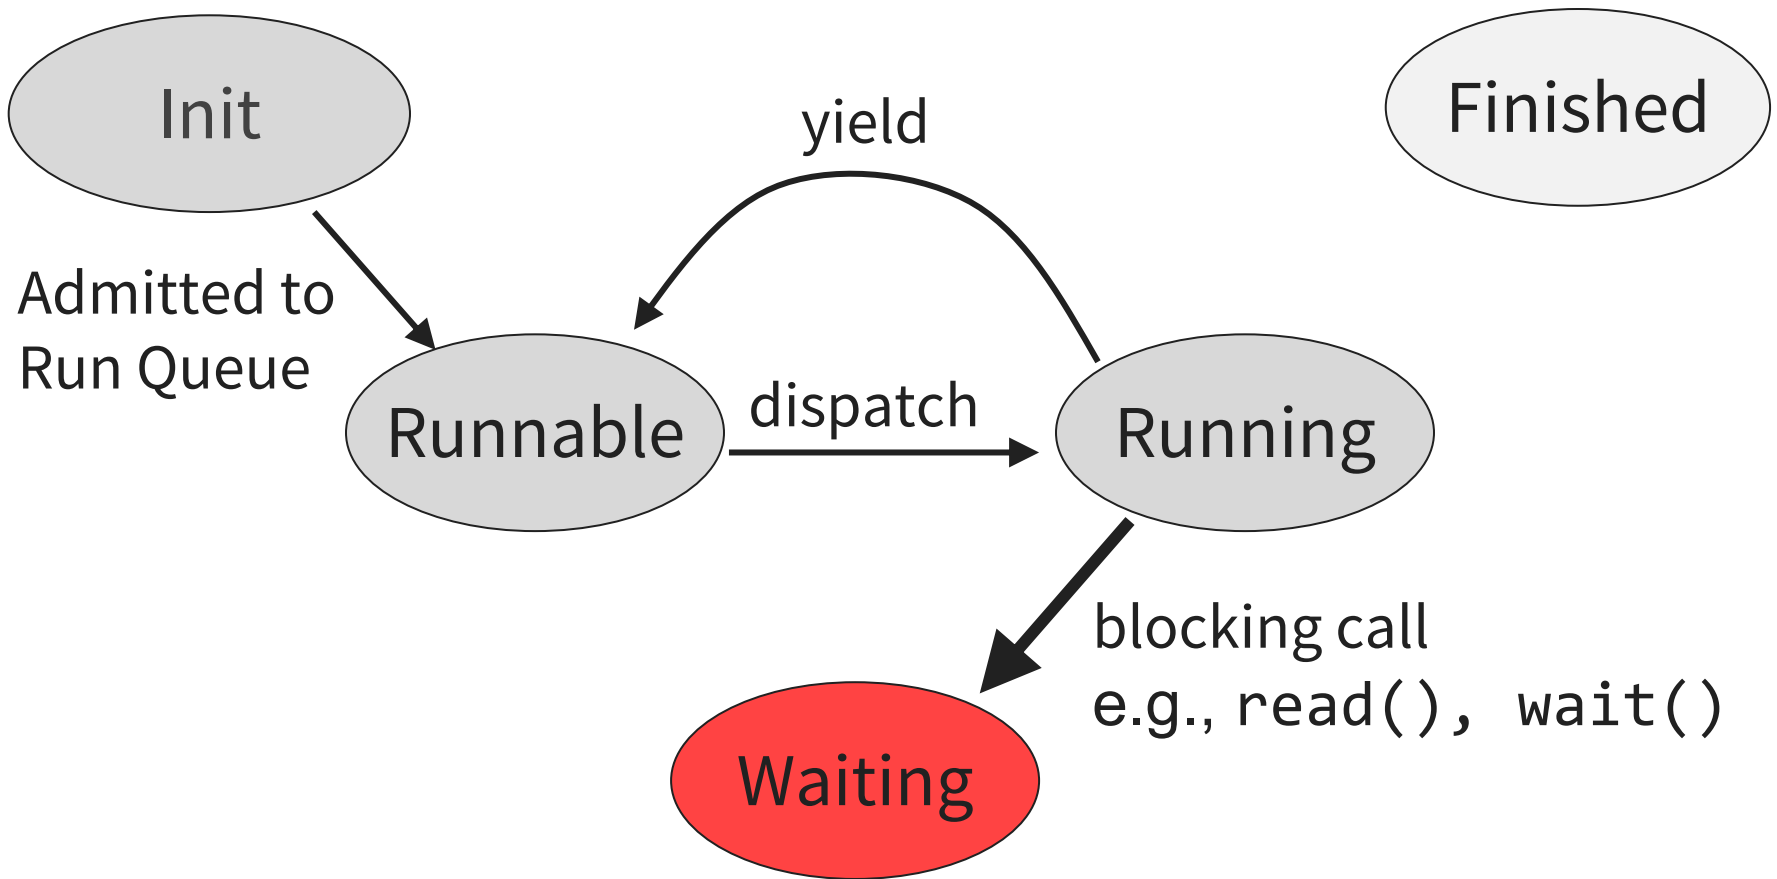 Init
Finished
yield
Admitted to
Run Queue
dispatch
Runnable
Running
blocking call
e.g., read(), wait()
Waiting